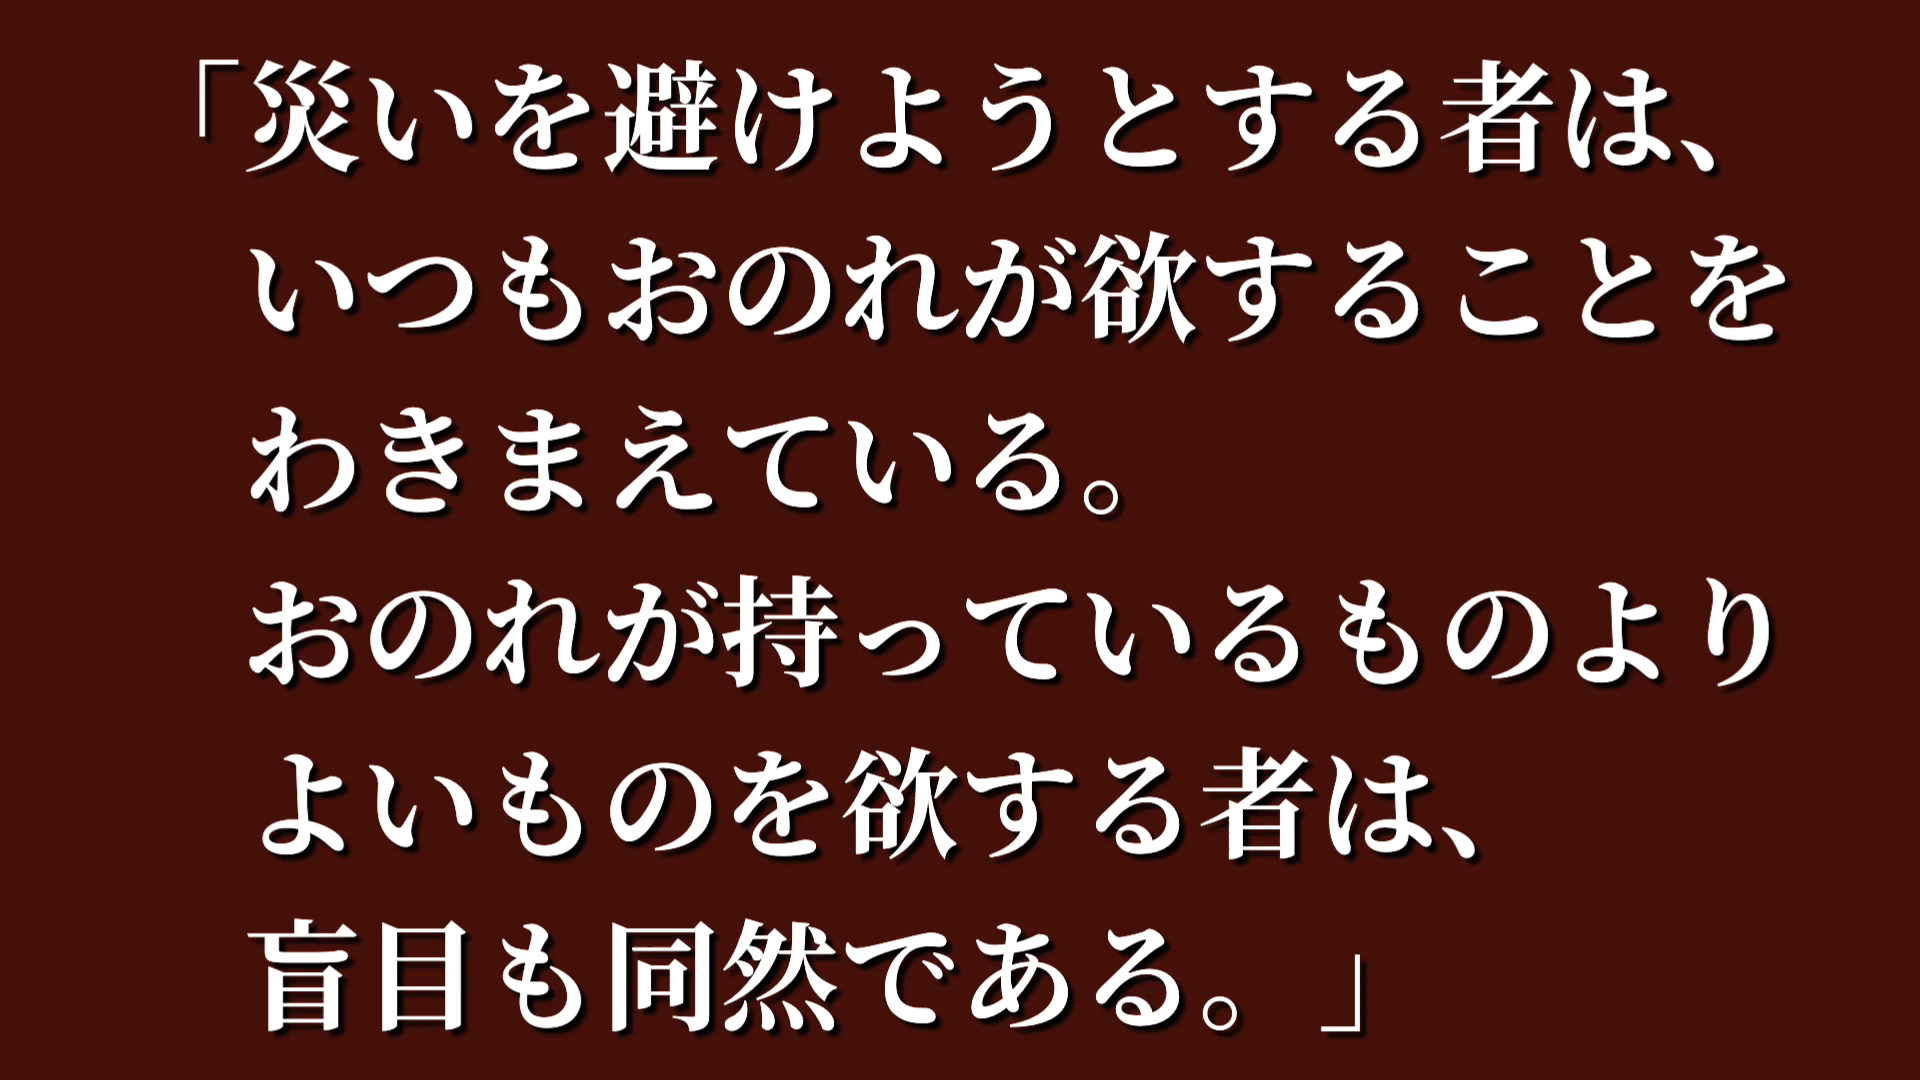 「災いを避けようとする者は、
いつもおのれが欲することを
わきまえている。
おのれが持っているものより
よいものを欲する者は、
盲目も同然である。」